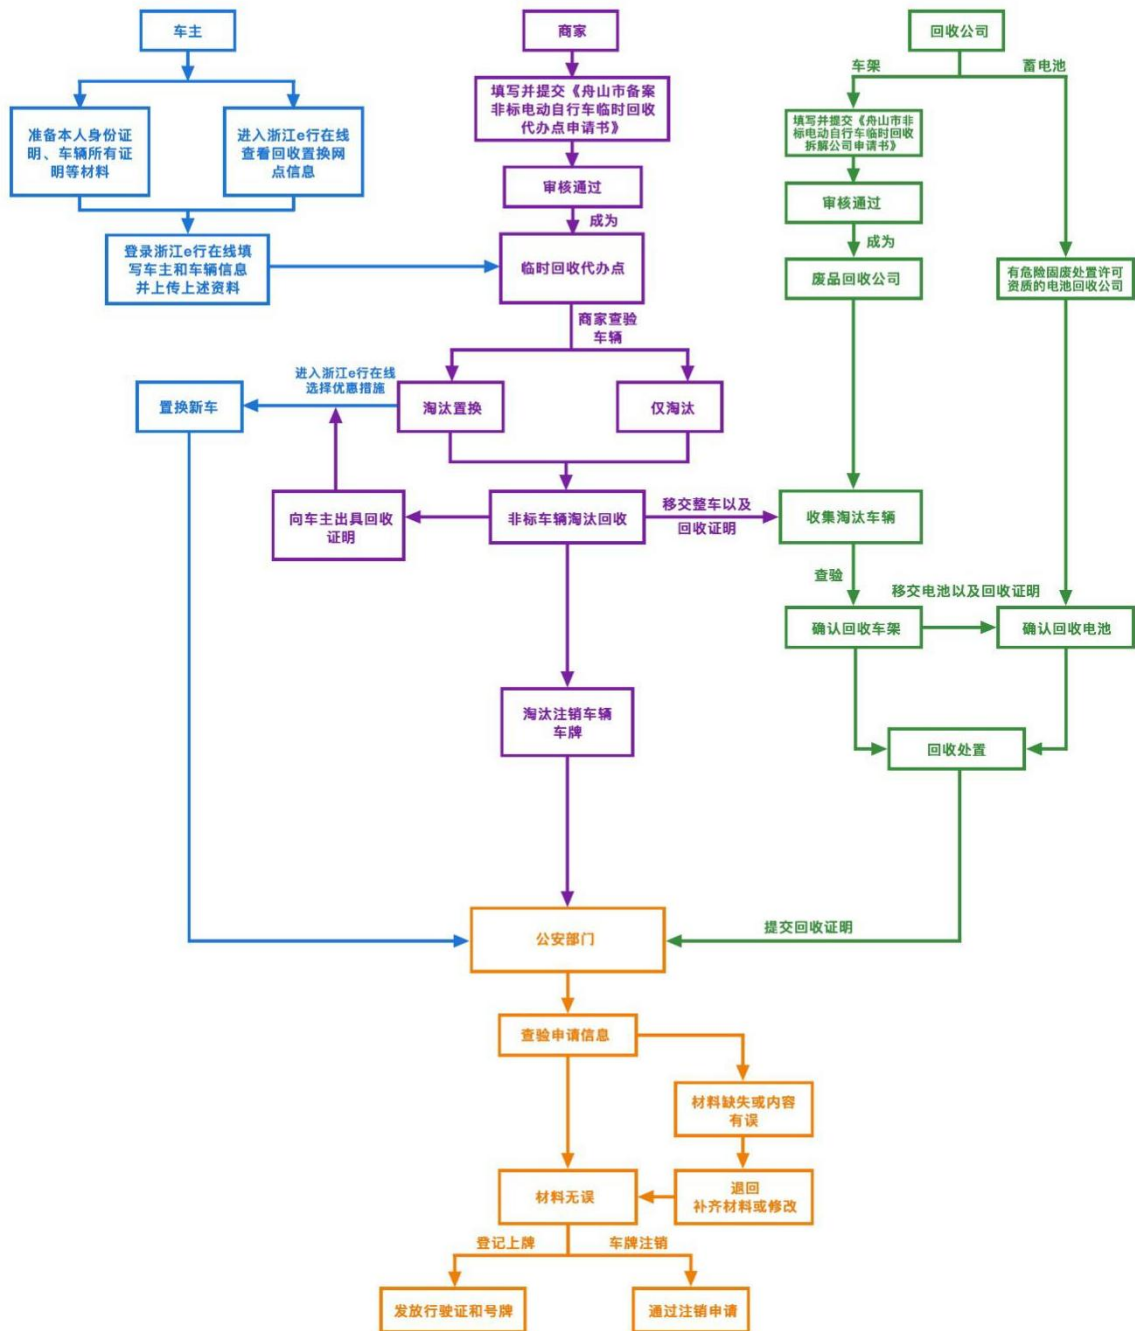 车主
商家
回收公司
车架
蓄电池
准备本人身份证
明、车辆所有证
明等材料
进入浙江e行在线
查看回收置换网
点信息
填写并提交《舟山市备案
非标电动自行车临时回收
代办点申请书》
填写并提交《舟山市非
标电动自行车临时回收
拆解公司申请书》
审核通过
审核通过
成为
成为
登录浙江e行在线填
写车主和车辆信息
并上传上述资料
临时回收代办点
废品回收公司
有危险固废处置许可
资质的电池回收公司
商家查验
车辆
进入浙江e行在线
选择优惠措施
置换新车
淘汰置换
仅淘汰
向车主出具回收
证明
非标车辆淘汰回收
移交整车以及
回收证明
收集淘汰车辆
查验
移交电池以及回收证明
确认回收车架
确认回收电池
淘汰注销车辆
车牌
回收处置
公安部门
提交回收证明
查验申请信息
材料缺失或内容
有误
材料无误
退回
补齐材料或修改
登记上牌
车牌注销
发放行驶证和号牌
通过注销申请